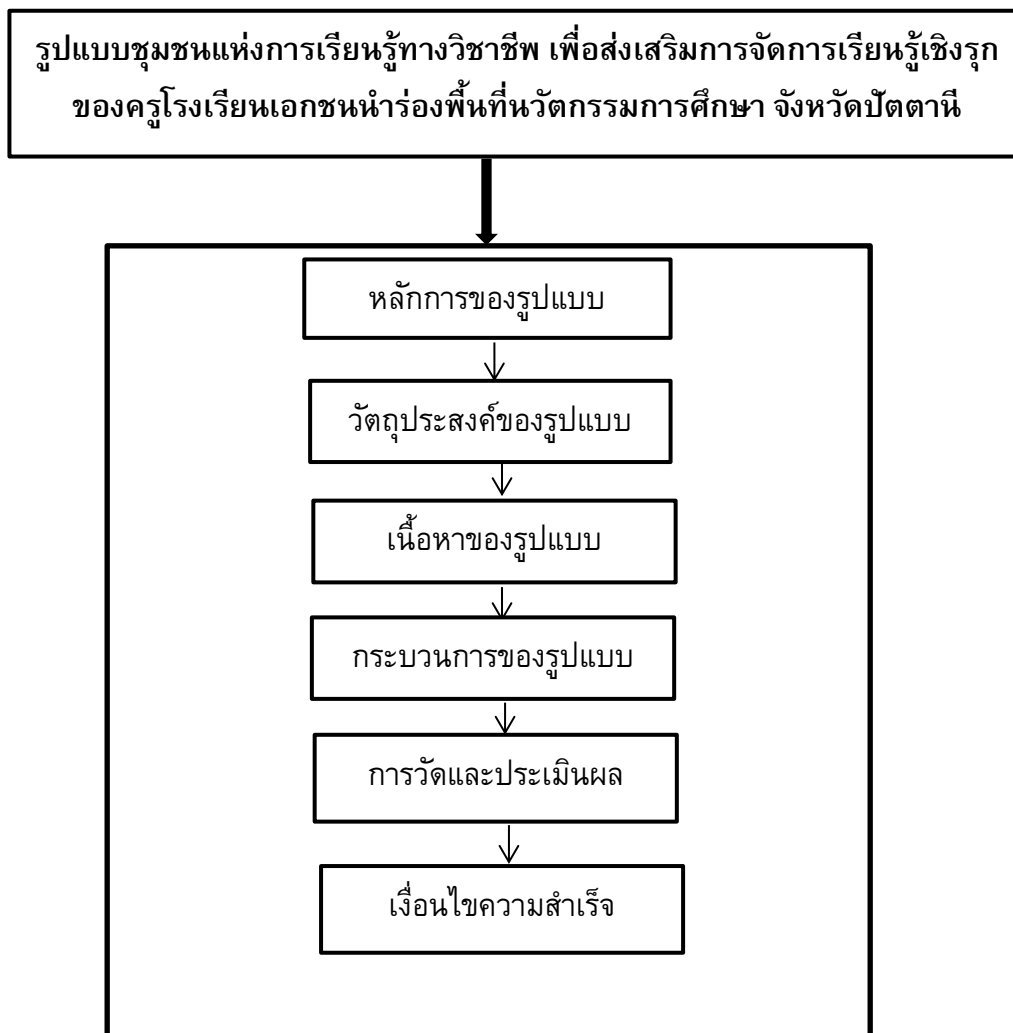 รูปแบบชุมชนแห่งการเรียนรู้ทางวิชาชีพ เพื่อส่งเสริมการจัดการเรียนรู้เชิงรุก
ของครูโรงเรียนเอกชนนำร่องพื้นที่นวัตกรรมการศึกษา จังหวัดปัตตานี
หลักการของรูปแบบ
วัตถุประสงค์ของรูปแบบ
เนื้อหาของรูปแบบ
กระบวนการของรูปแบบ
การวัดและประเมินผล
เงื่อนไขความสำเร็จ